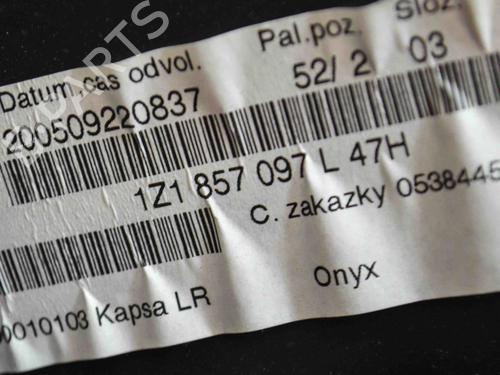 Datum, cas odvol. Pal.poz. Sloz.
200509220837 52/ 2 03
1Z1 857 097 L 47H
C. zakazky 0538445
0010103 Kapsa LR Onyx